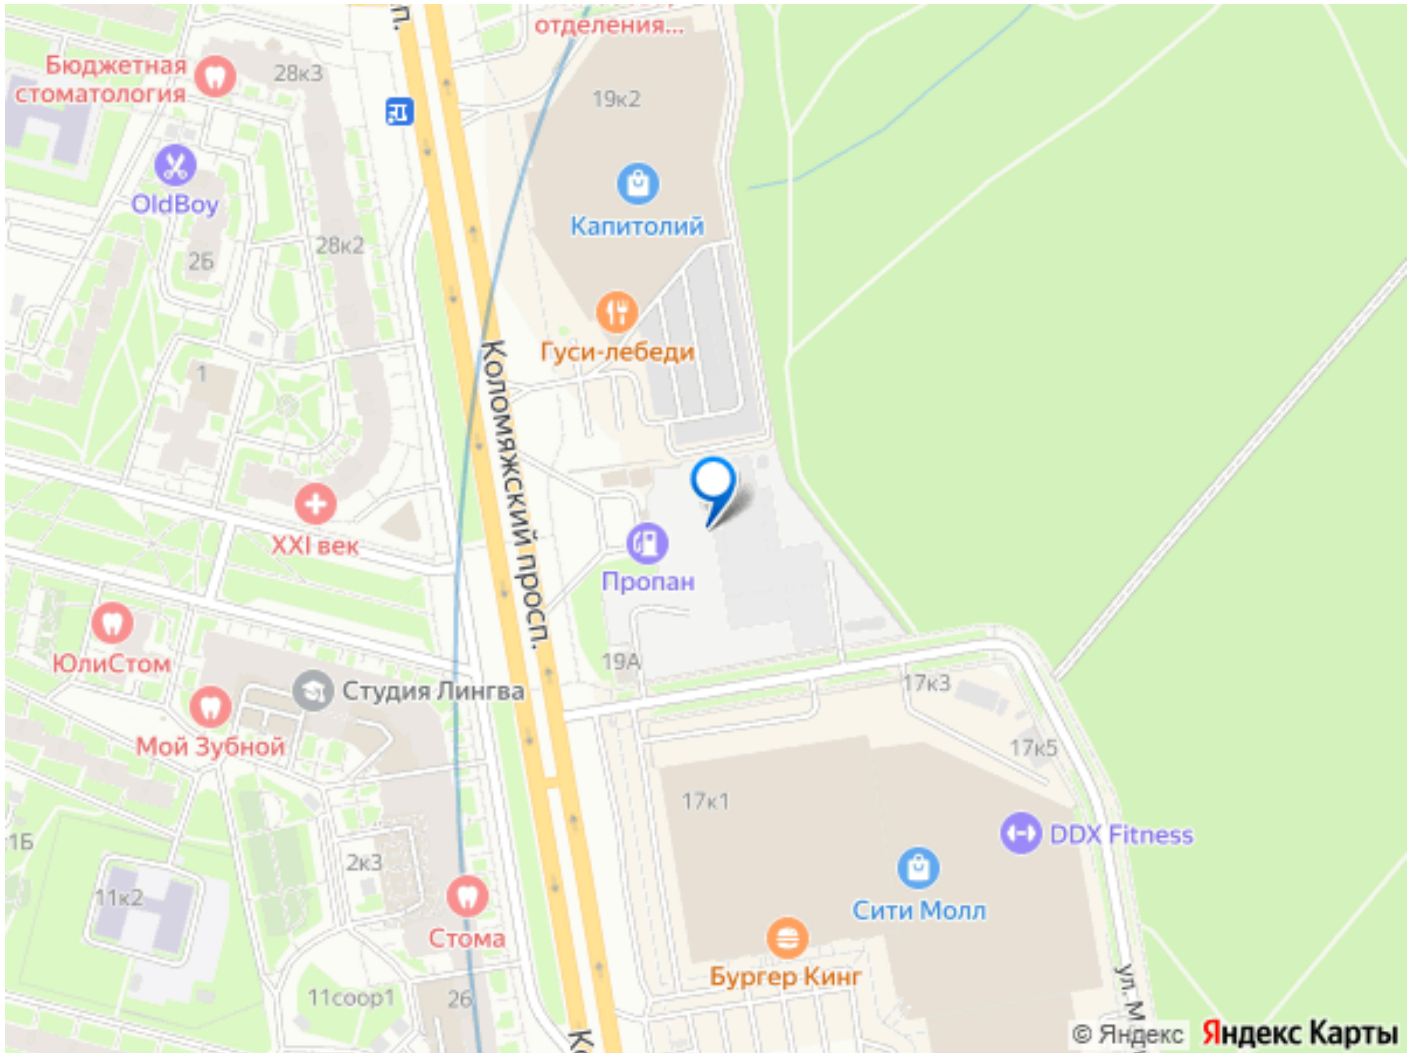 п.
отделения...
Бюджетная
стоматология
28к3
19к2
OldBoy
Капитолий
28к2
2Б
Гуси-лебеди
Коломяжский просп.
1
XXI век
Пропан
ЮлиСтом
19А
Студия Лингва
17к3
Мой Зубной
17к5
17к1
DDX Fitness
1Б
2к3
11к2
Сити Молл
Стома
Бургер Кинг
11соор1
26
ул. М
Ко
© Яндекс Яндекс Карты